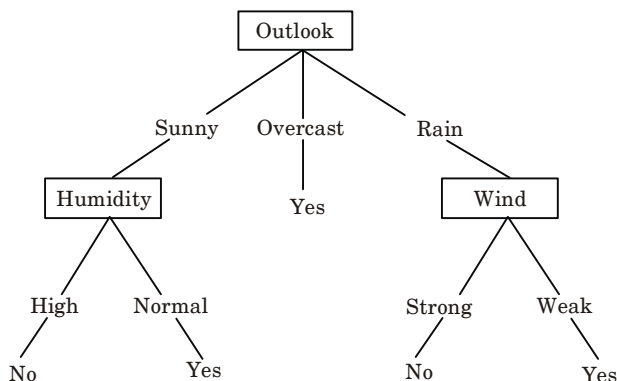 Outlook
Sunny Overcast Rain
Humidity Yes Wind
High Normal Strong Weak
No Yes No Yes